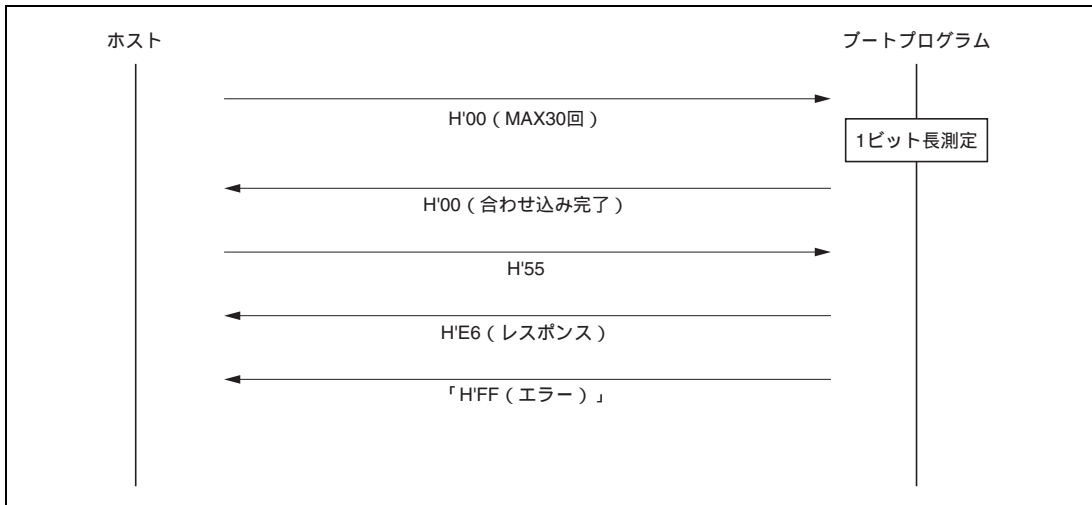 ホスト
ブートプログラム
H'00（MAX30回）
1ビット長測定
H'00（合わせ込み完了）
H'55
H'E6（レスポンス）
「H'FF（エラー）」